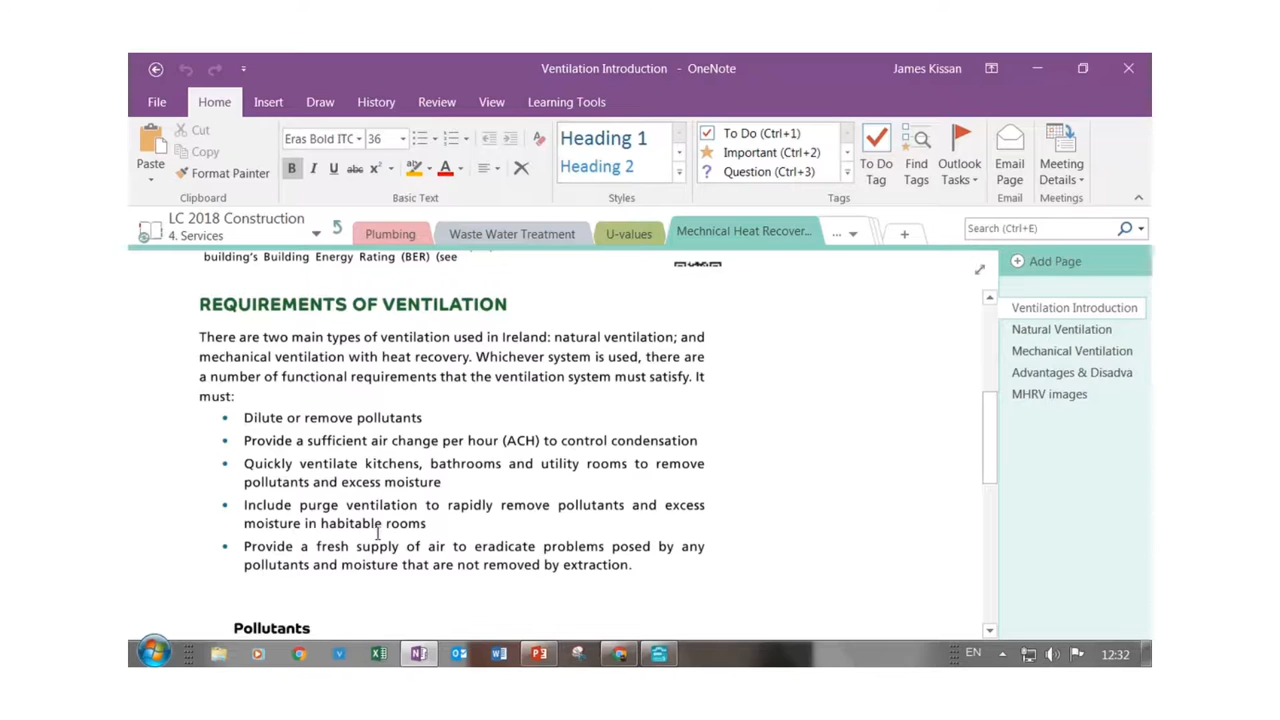 Ventilation Introduction - OneNote
James Kissan
File Home Insert Draw History Review View Learning Tools
Paste
Cut
Copy
Format Painter
Clipboard
Eras Bold ITC 36
B I U abc x² A
Basic Text
Heading 1
Heading 2
Styles
To Do (Ctrl+1)
Important (Ctrl+2)
Question (Ctrl+3)
Tags
To Do
Tag
Find
Tags
Outlook
Tasks
Email
Page
Email
Meeting
Details
Meetings
LC 2018 Construction
4. Services
Plumbing Waste Water Treatment U-values Mechnical Heat Recover... ...
Search (Ctrl+E)
building's Building Energy Rating (BER) (see
REQUIREMENTS OF VENTILATION
There are two main types of ventilation used in Ireland: natural ventilation; and
mechanical ventilation with heat recovery. Whichever system is used, there are
a number of functional requirements that the ventilation system must satisfy. It
must:
• Dilute or remove pollutants
• Provide a sufficient air change per hour (ACH) to control condensation
• Quickly ventilate kitchens, bathrooms and utility rooms to remove
pollutants and excess moisture
• Include purge ventilation to rapidly remove pollutants and excess
moisture in habitable rooms
• Provide a fresh supply of air to eradicate problems posed by any
pollutants and moisture that are not removed by extraction.
Pollutants
Add Page
Ventilation Introduction
Natural Ventilation
Mechanical Ventilation
Advantages & Disadva
MHRV images
EN 12:32